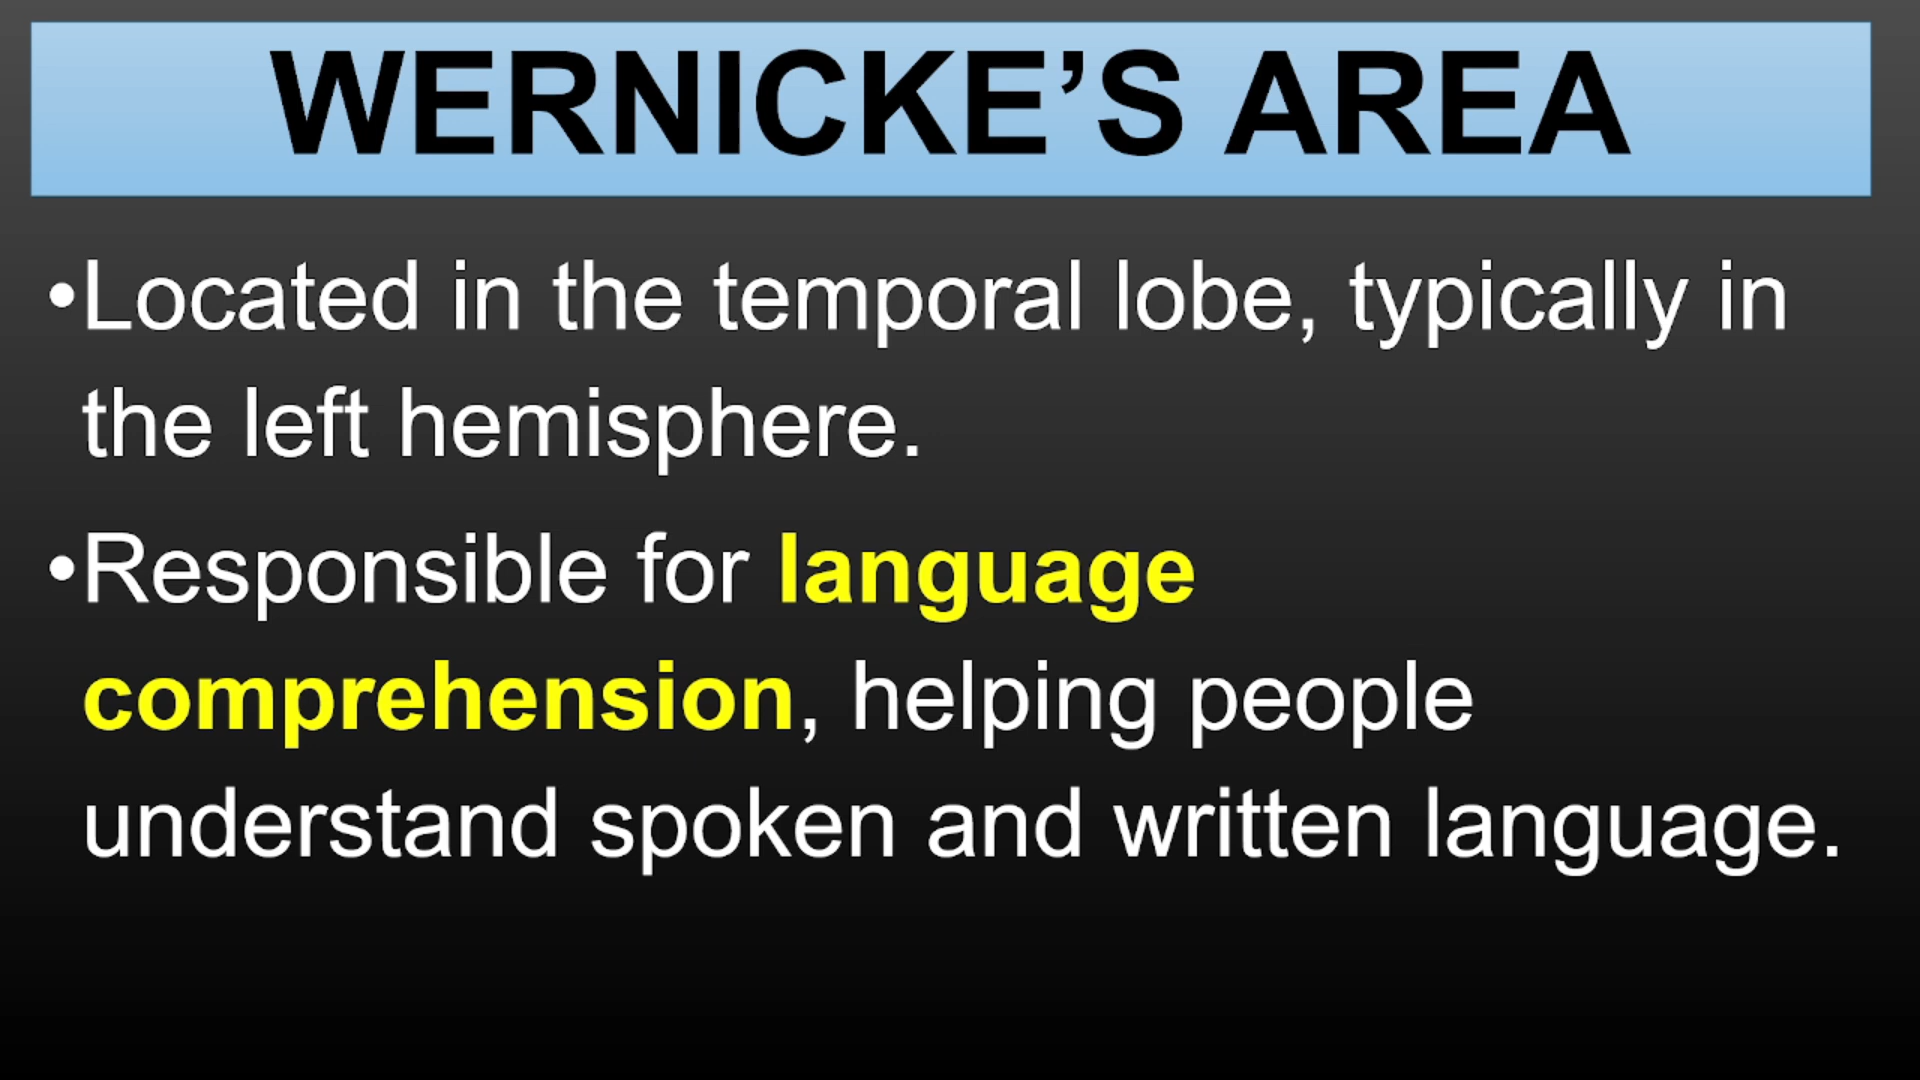 WERNICKE’S AREA
•Located in the temporal lobe, typically in
the left hemisphere.
•Responsible for language
comprehension, helping people
understand spoken and written language.